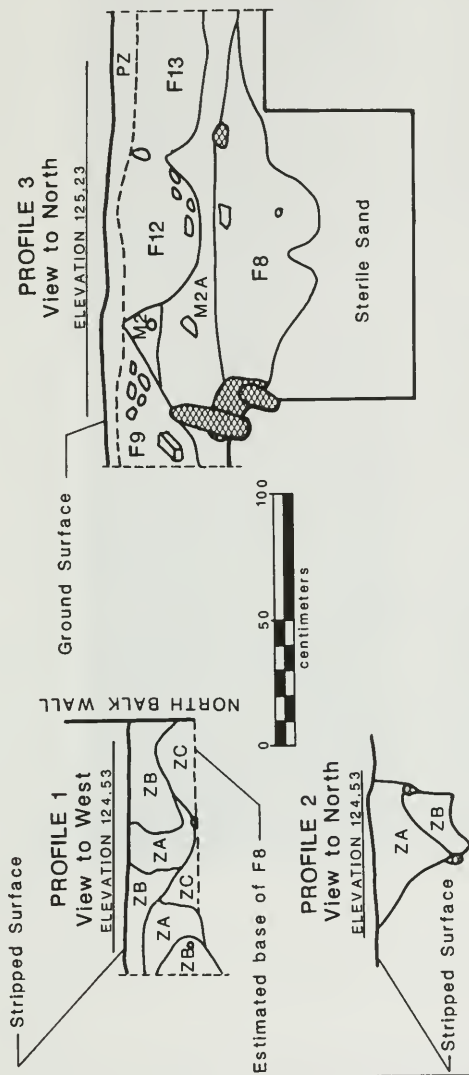 Stripped Surface
PROFILE 1
View to West
ELEVATION 124.53
ZB
ZA
ZB
ZA
ZC
ZB
ZC
NORTH BALK WALL
Estimated base of F8
PROFILE 2
View to North
ELEVATION 124.53
ZA
ZB
Stripped Surface
0 50 100
centimeters
Ground Surface
PROFILE 3
View to North
ELEVATION 125.23
PZ
F9
M2
F12
F13
M2A
F8
Sterile Sand